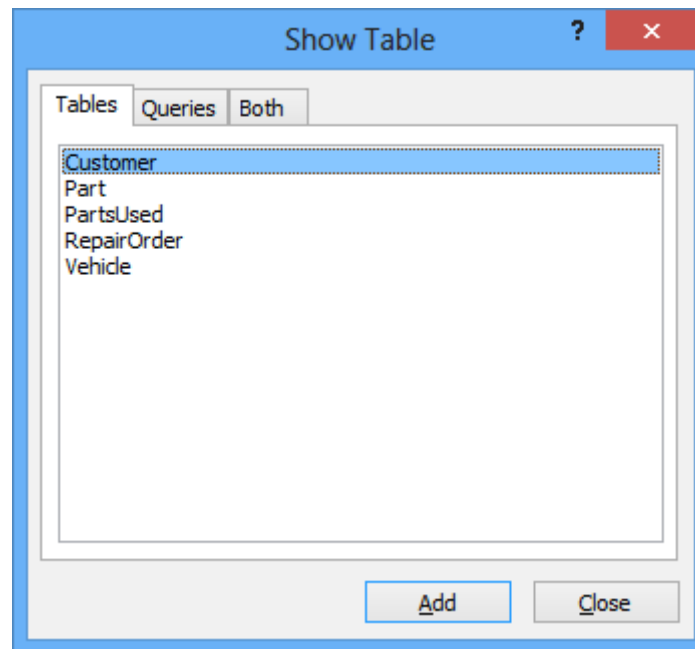 Show Table
?
Tables Queries Both
Customer
Part
PartsUsed
RepairOrder
Vehicle
Add Close